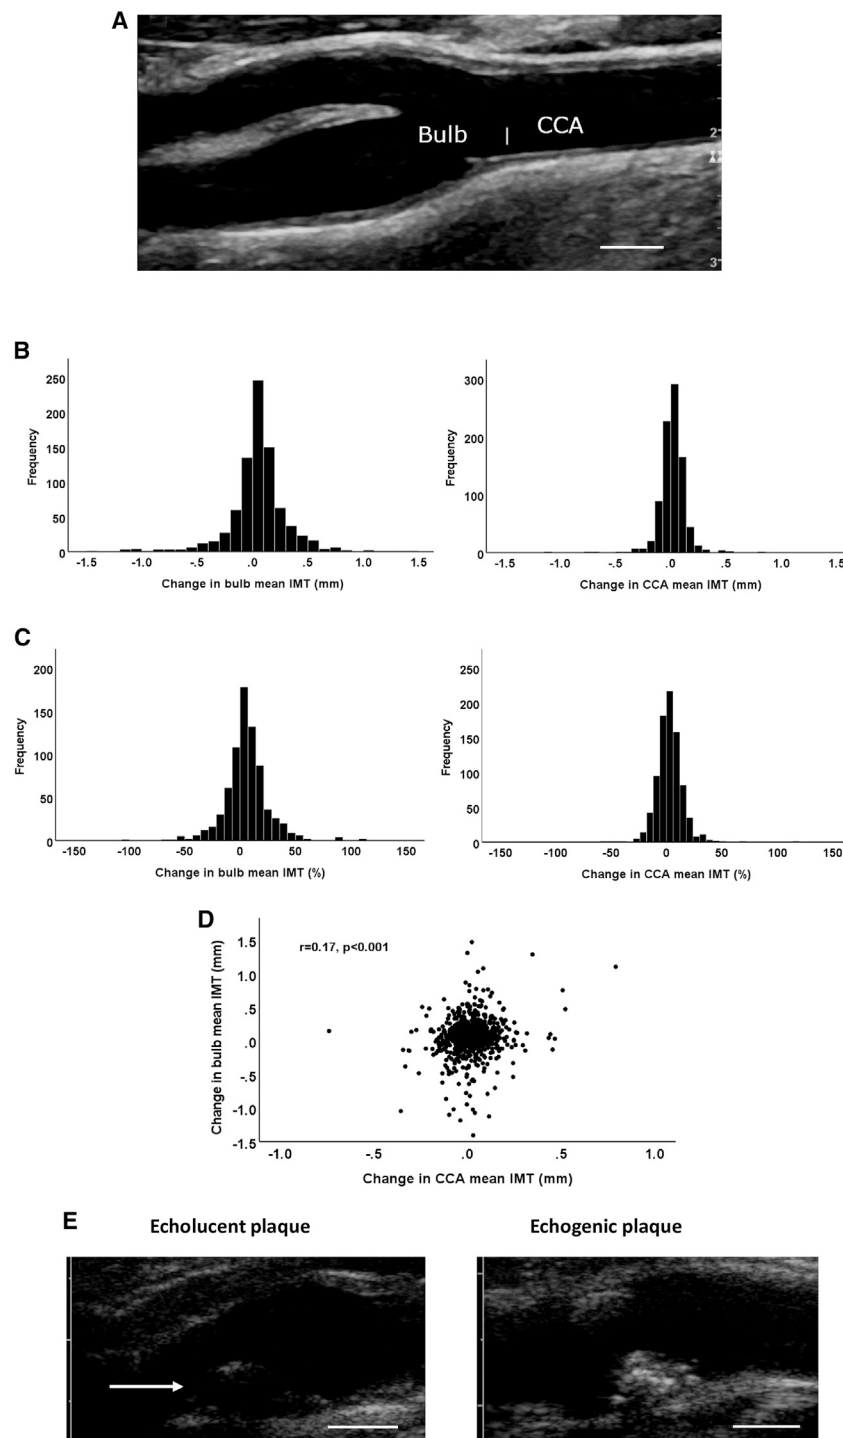 A
Bulb | CCA
2
3
B
250
200
150
100
50
0
Frequency
-1.5 -1.0 -.5 .0 .5 1.0 1.5
Change in bulb mean IMT (mm)
300
200
100
0
Frequency
-1.5 -1.0 -.5 .0 .5 1.0 1.5
Change in CCA mean IMT (mm)
C
200
150
100
50
0
Frequency
-150 -100 -50 0 50 100 150
Change in bulb mean IMT (%)
250
200
150
100
50
0
Frequency
-150 -100 -50 0 50 100 150
Change in CCA mean IMT (%)
D
r=0.17, p<0.001
1.5
1.0
.5
.0
-.5
-1.0
-1.5
Change in bulb mean IMT (mm)
-1.0 -.5 .0 .5 1.0
Change in CCA mean IMT (mm)
E
Echolucent plaque
Echogenic plaque